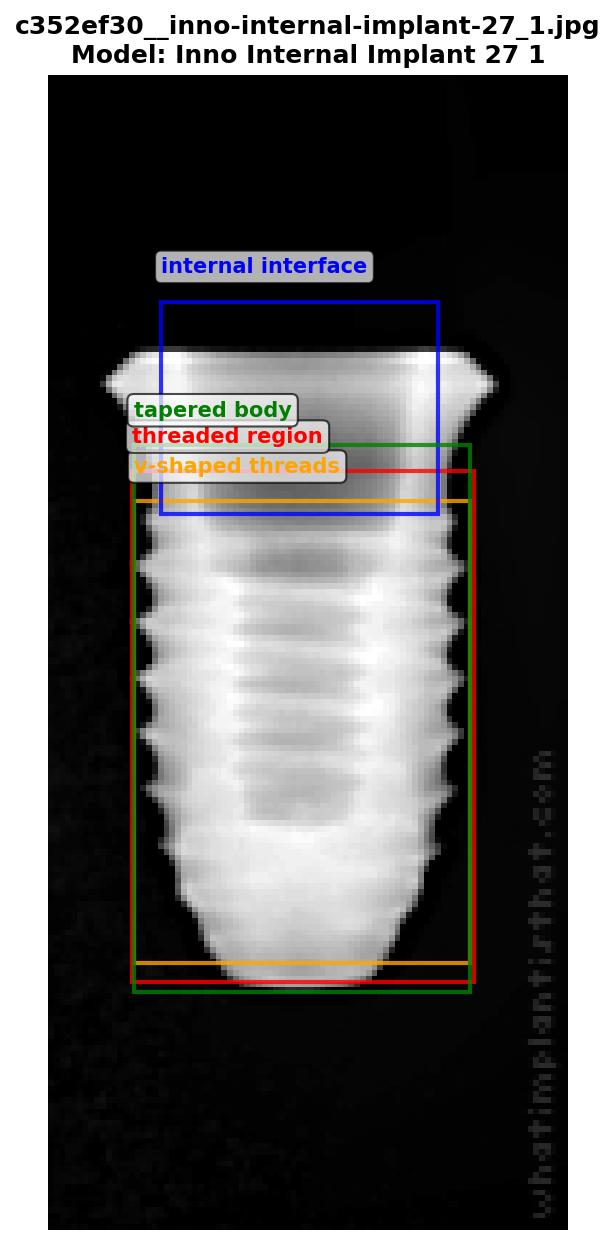 c352ef30__inno-internal-implant-27_1.jpg
Model: Inno Internal Implant 27 1
internal interface
tapered body
threaded region
v-shaped threads
whatimplantisthat.com